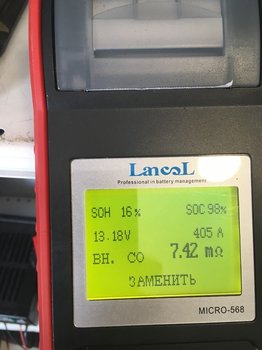 LancoL
Professional in battery management
SOH 16% SOC 98%
13.18V 405 A
ВН. СО 7.42 mΩ
ЗАМЕНИТЬ
MICRO-568